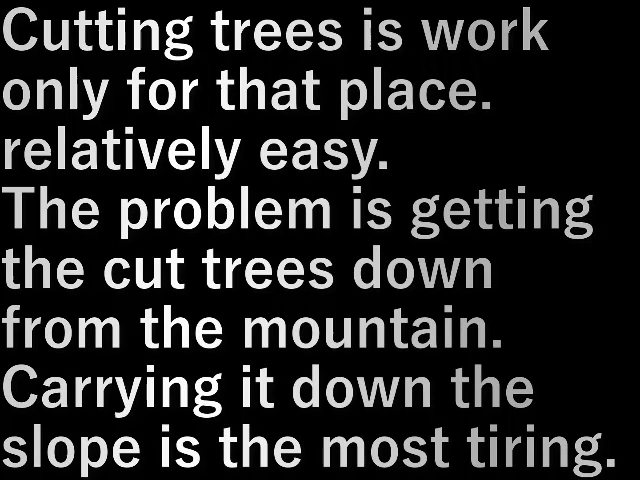 Cutting trees is work
only for that place.
relatively easy.
The problem is getting
the cut trees down
from the mountain.
Carrying it down the
slope is the most tiring.